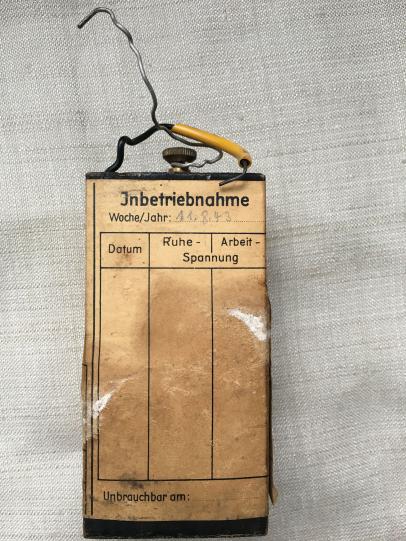 Inbetriebnahme
Woche/Jahr: 11.8.43
Datum
Ruhe- Arbeit-
Spannung
Unbrauchbar am: